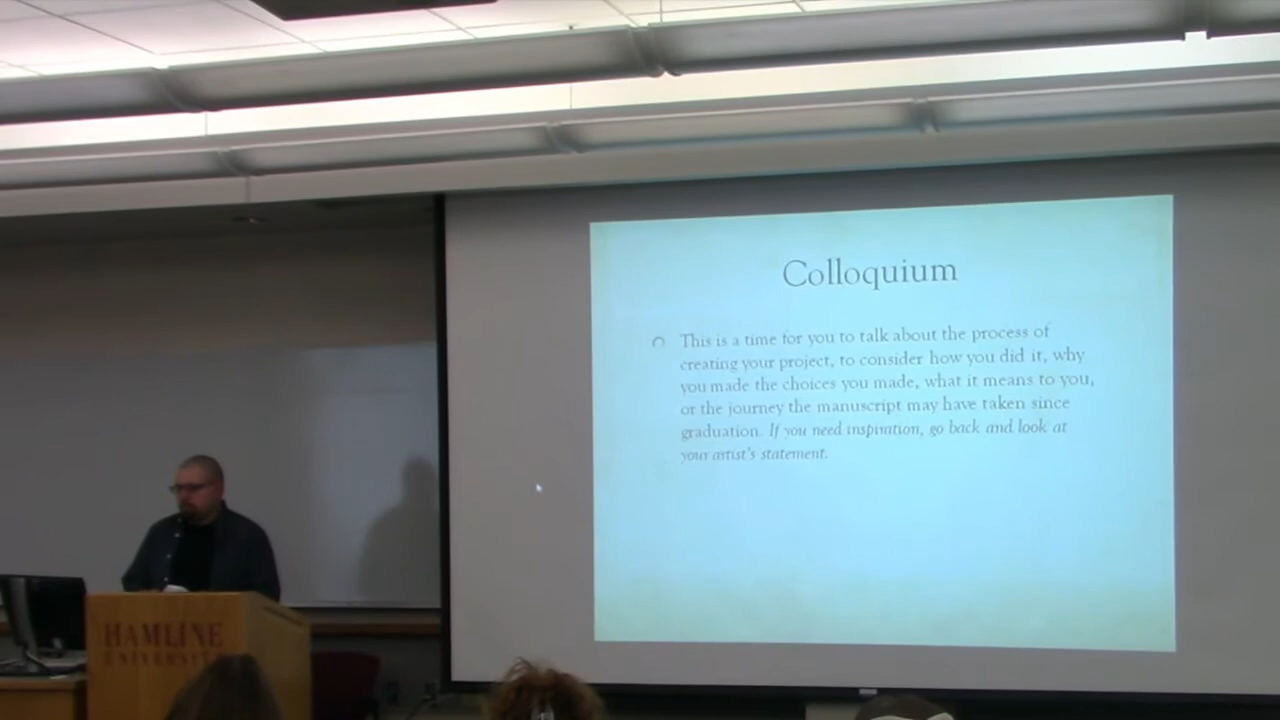 Colloquium
This is a time for you to talk about the process of
creating your project, to consider how you did it, why
you made the choices you made, what it means to you,
or the journey the manuscript may have taken since
graduation. If you need inspiration, go back and look at
your artist's statement.
HAMLINE
UNIVERSITY